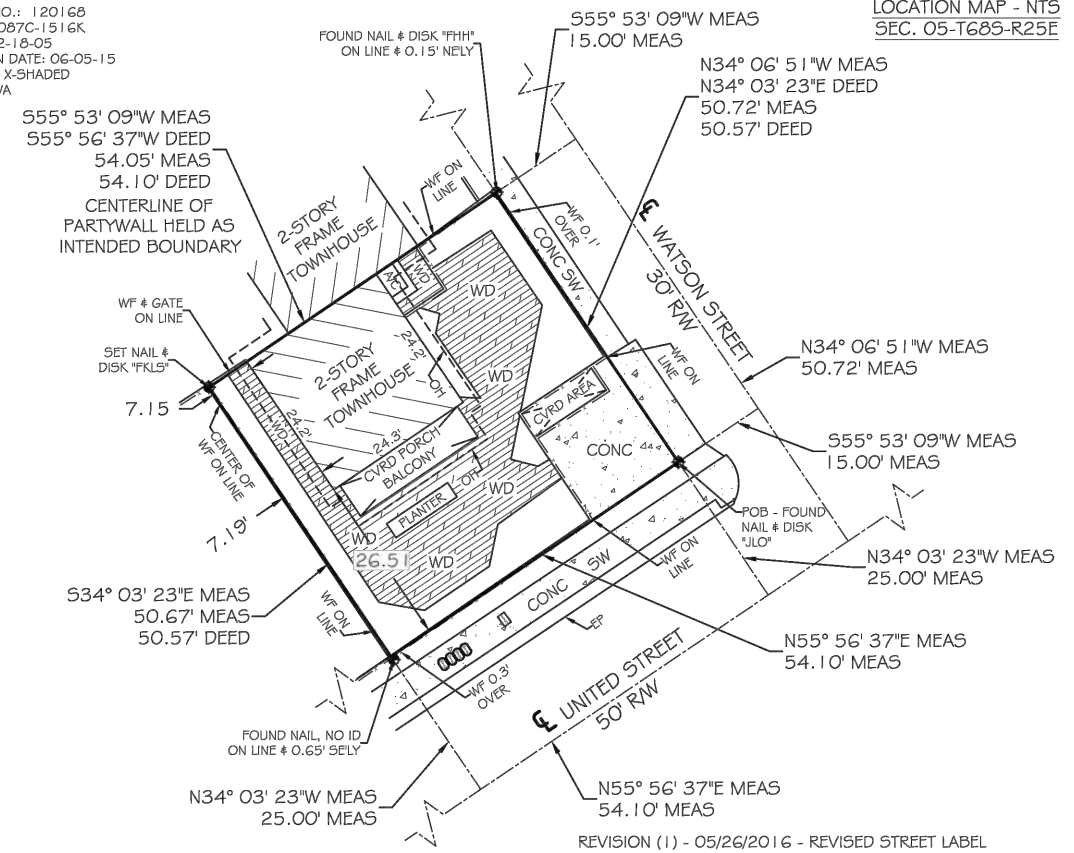 NO.: 120168
087C-1516K
2-18-05
N DATE: 06-05-15
X-SHADED
LOCATION MAP - NTS
SEC. 05-T68S-R25E
FOUND NAIL & DISK "FHH"
ON LINE & 0.15' NELY
S55° 53' 09"W MEAS
15.00' MEAS
N34° 06' 51"W MEAS
N34° 03' 23"E DEED
50.72' MEAS
50.57' DEED
S55° 53' 09"W MEAS
S55° 56' 37"W DEED
54.05' MEAS
54.10' DEED
CENTERLINE OF
PARTYWALL HELD AS
INTENDED BOUNDARY
2-STORY
FRAME
TOWNHOUSE
WF ON
LINE
WF 0.1'
OVER
CONC SW
WATSON STREET
30' R/W
WF & GATE
ON LINE
SET NAIL &
DISK "FKLS"
7.15
A/C
WD
WD
WD
24.2'
OH
2-STORY
FRAME
TOWNHOUSE
WD
24.2'
24.3'
CVRD PORCH
BALCONY
OH
PLANTER
WD
WD
WD
26.51
CVRD AREA
CONC
WF ON
LINE
N34° 06' 51"W MEAS
50.72' MEAS
S55° 53' 09"W MEAS
15.00' MEAS
CENTER OF
WF ON LINE
7.19'
POB - FOUND
NAIL & DISK
"JLO"
N34° 03' 23"W MEAS
25.00' MEAS
S34° 03' 23"E MEAS
50.67' MEAS
50.57' DEED
WF ON
LINE
WF ON
LINE
CONC SW
EP
N55° 56' 37"E MEAS
54.10' MEAS
WF 0.3'
OVER
UNITED STREET
50' R/W
FOUND NAIL, NO ID
ON LINE & 0.65' SE'LY
N34° 03' 23"W MEAS
25.00' MEAS
N55° 56' 37"E MEAS
54.10' MEAS
REVISION (1) - 05/26/2016 - REVISED STREET LABEL